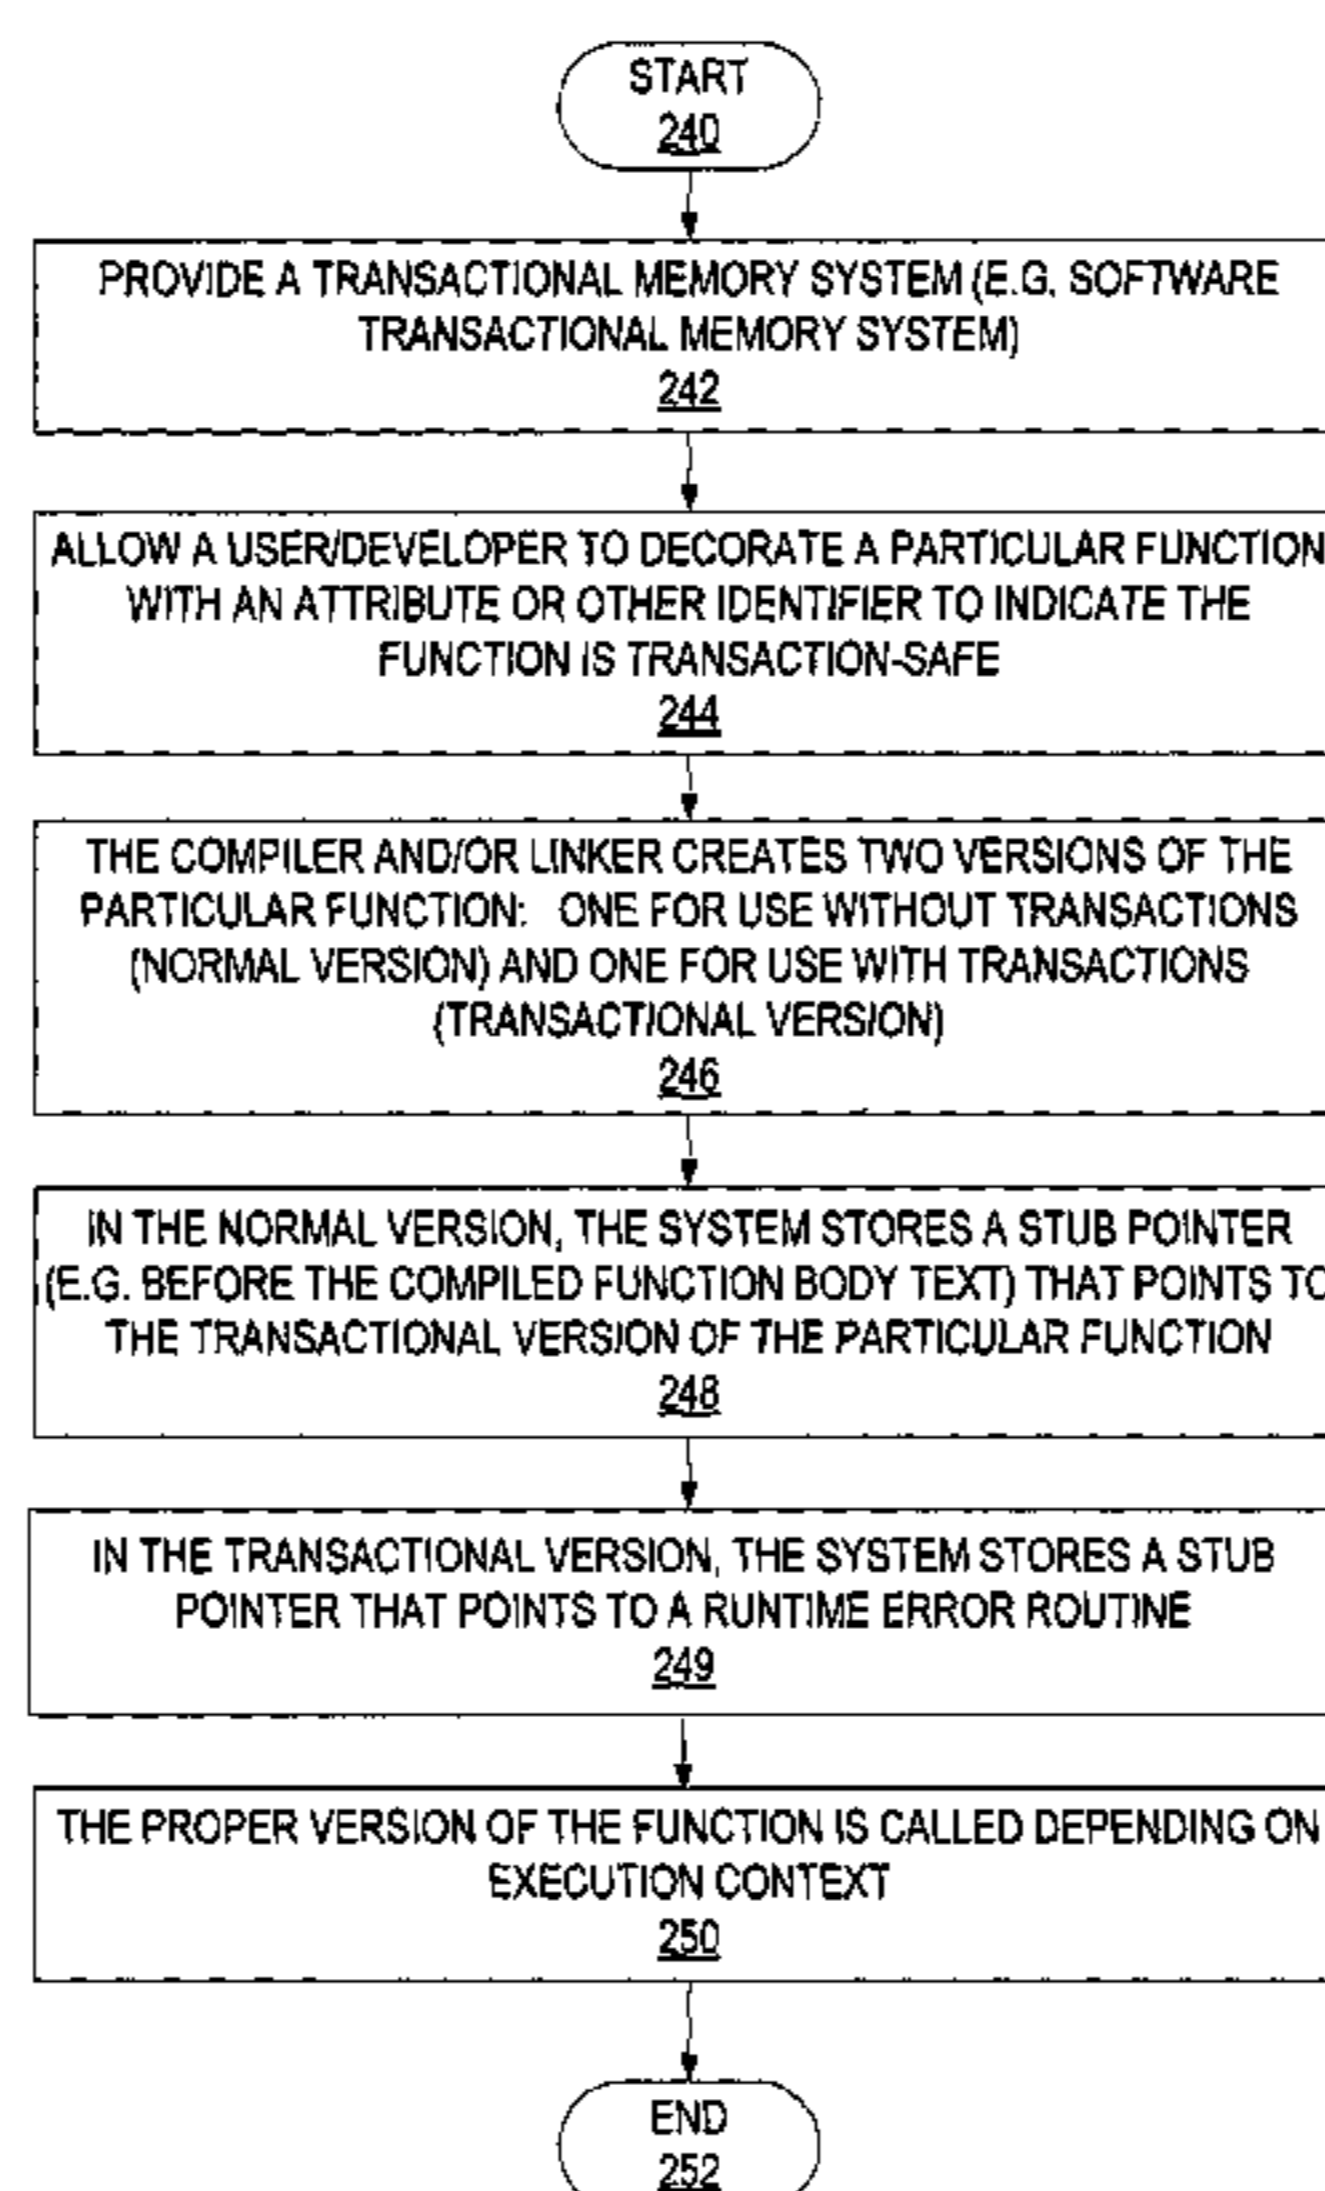 START
240
PROVIDE A TRANSACTIONAL MEMORY SYSTEM (E.G. SOFTWARE
TRANSACTIONAL MEMORY SYSTEM)
242
ALLOW A USER/DEVELOPER TO DECORATE A PARTICULAR FUNCTION
WITH AN ATTRIBUTE OR OTHER IDENTIFIER TO INDICATE THE
FUNCTION IS TRANSACTION-SAFE
244
THE COMPILER AND/OR LINKER CREATES TWO VERSIONS OF THE
PARTICULAR FUNCTION: ONE FOR USE WITHOUT TRANSACTIONS
(NORMAL VERSION) AND ONE FOR USE WITH TRANSACTIONS
(TRANSACTIONAL VERSION)
246
IN THE NORMAL VERSION, THE SYSTEM STORES A STUB POINTER
(E.G. BEFORE THE COMPILED FUNCTION BODY TEXT) THAT POINTS TO
THE TRANSACTIONAL VERSION OF THE PARTICULAR FUNCTION
248
IN THE TRANSACTIONAL VERSION, THE SYSTEM STORES A STUB
POINTER THAT POINTS TO A RUNTIME ERROR ROUTINE
249
THE PROPER VERSION OF THE FUNCTION IS CALLED DEPENDING ON
EXECUTION CONTEXT
250
END
252